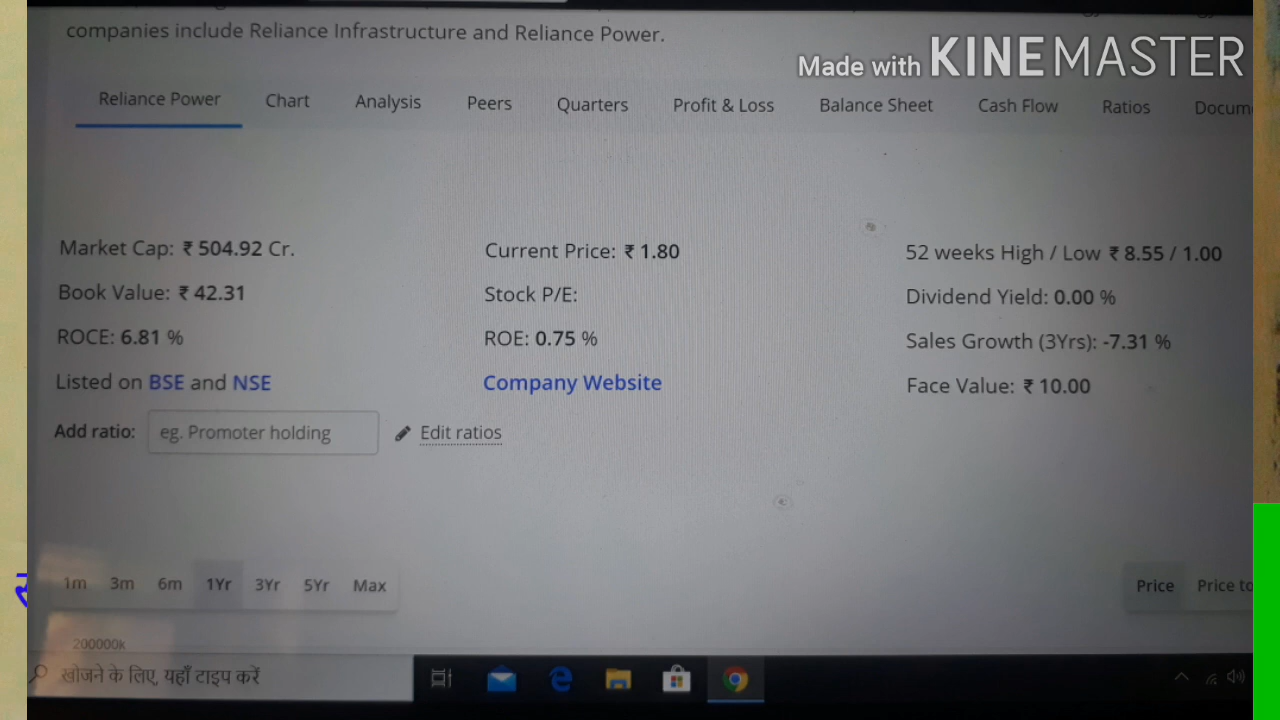 companies include Reliance Infrastructure and Reliance Power.
Made with KINEMASTER
Reliance Power Chart Analysis Peers Quarters Profit & Loss Balance Sheet Cash Flow Ratios Docum
Market Cap: ₹ 504.92 Cr. Current Price: ₹ 1.80 52 weeks High / Low ₹ 8.55 / 1.00
Book Value: ₹ 42.31 Stock P/E: Dividend Yield: 0.00 %
ROCE: 6.81 % ROE: 0.75 % Sales Growth (3Yrs): -7.31 %
Listed on BSE and NSE Company Website Face Value: ₹ 10.00
Add ratio: eg. Promoter holding Edit ratios
1m 3m 6m 1Yr 3Yr 5Yr Max Price Price to
200000k
खोजने के लिए, यहाँ टाइप करें